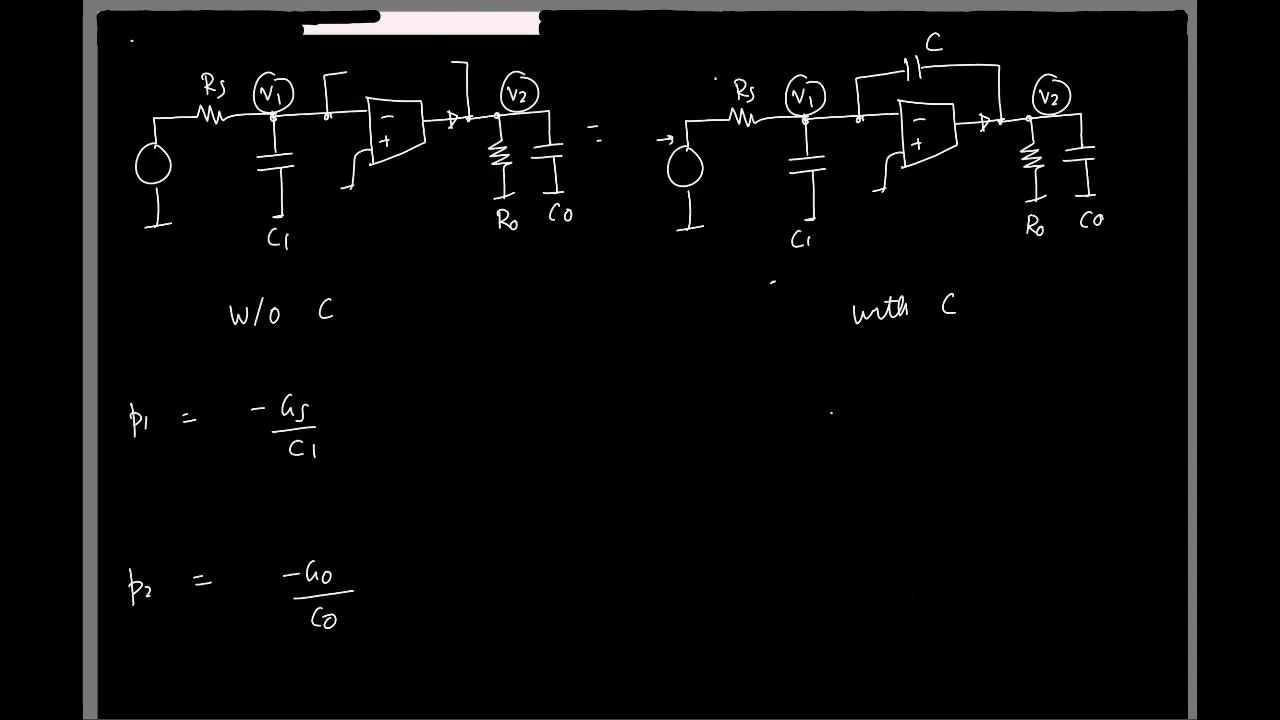 C
Rs V1 V2 Rs V1 V2
− −
+ = +
C1 Ro Co C1 Ro Co
W/o C with C
p1 = -Gs/C1
p2 = -Go/Co